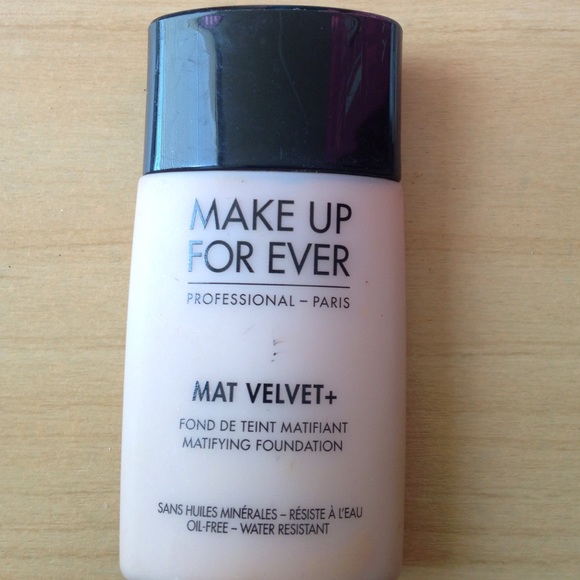 MAKE UP
FOR EVER
PROFESSIONAL – PARIS
MAT VELVET+
FOND DE TEINT MATIFIANT
MATIFYING FOUNDATION
SANS HUILES MINÉRALES – RÉSISTE À L'EAU
OIL-FREE – WATER RESISTANT